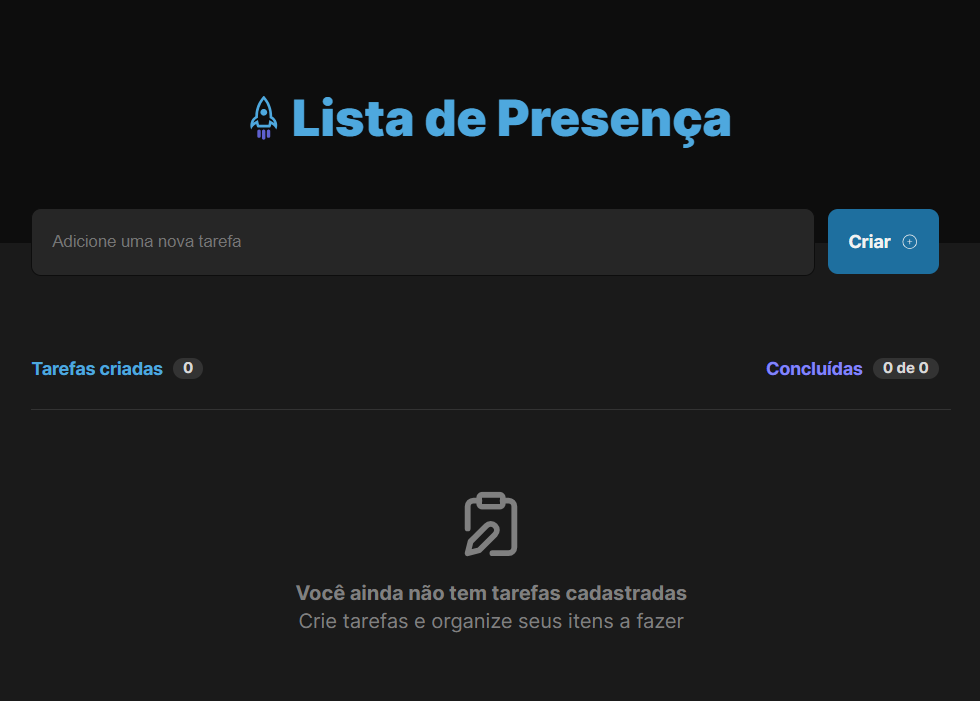 Lista de Presença
Adicione uma nova tarefa
Criar
Tarefas criadas 0
Concluídas 0 de 0
Você ainda não tem tarefas cadastradas
Crie tarefas e organize seus itens a fazer